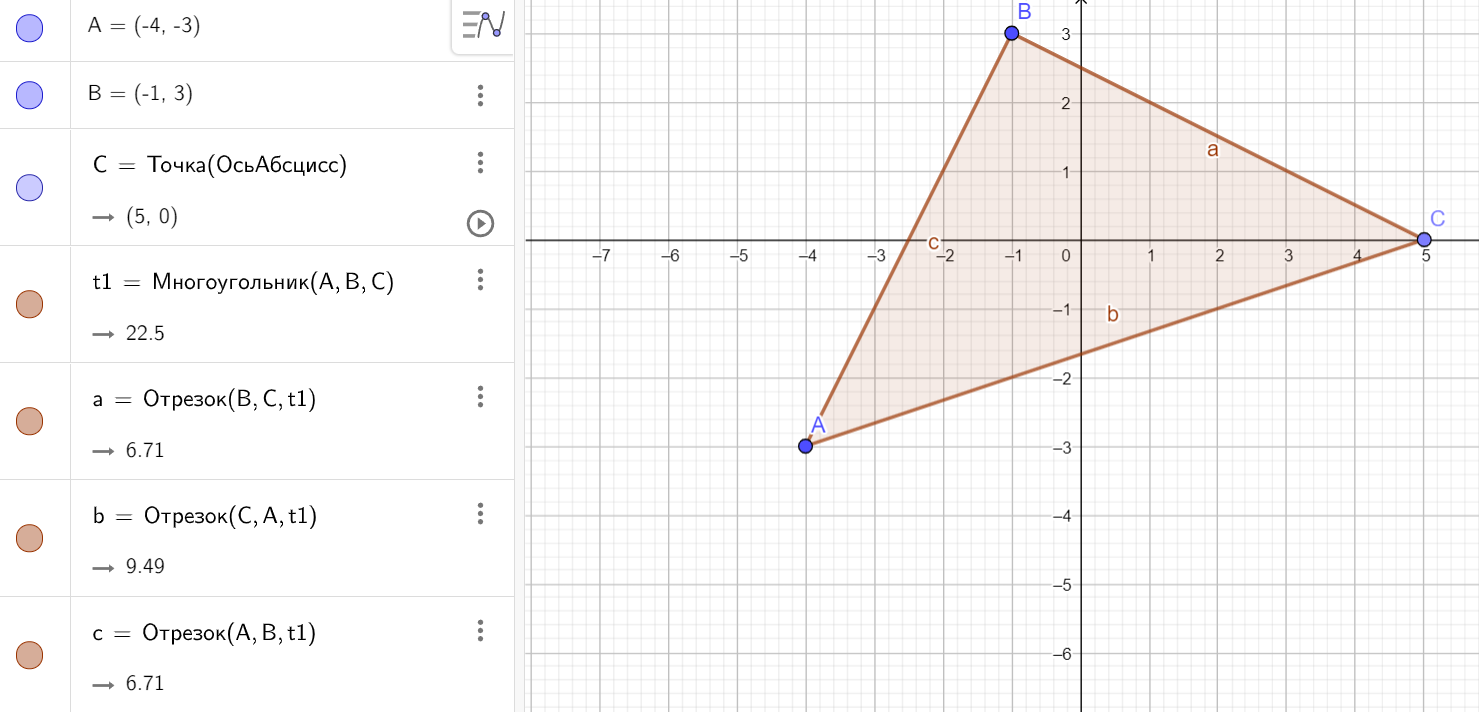 A = (-4, -3)
B = (-1, 3)
C = Точка(ОсьАбсцисс)
→ (5, 0)
t1 = Многоугольник(A, B, C)
→ 22.5
a = Отрезок(B, C, t1)
→ 6.71
b = Отрезок(C, A, t1)
→ 9.49
c = Отрезок(A, B, t1)
→ 6.71
B
3
2
a
1
C
c
–7 –6 –5 –4 –3 –2 –1 0 1 2 3 4 5
–1
b
–2
A
–3
–4
–5
–6